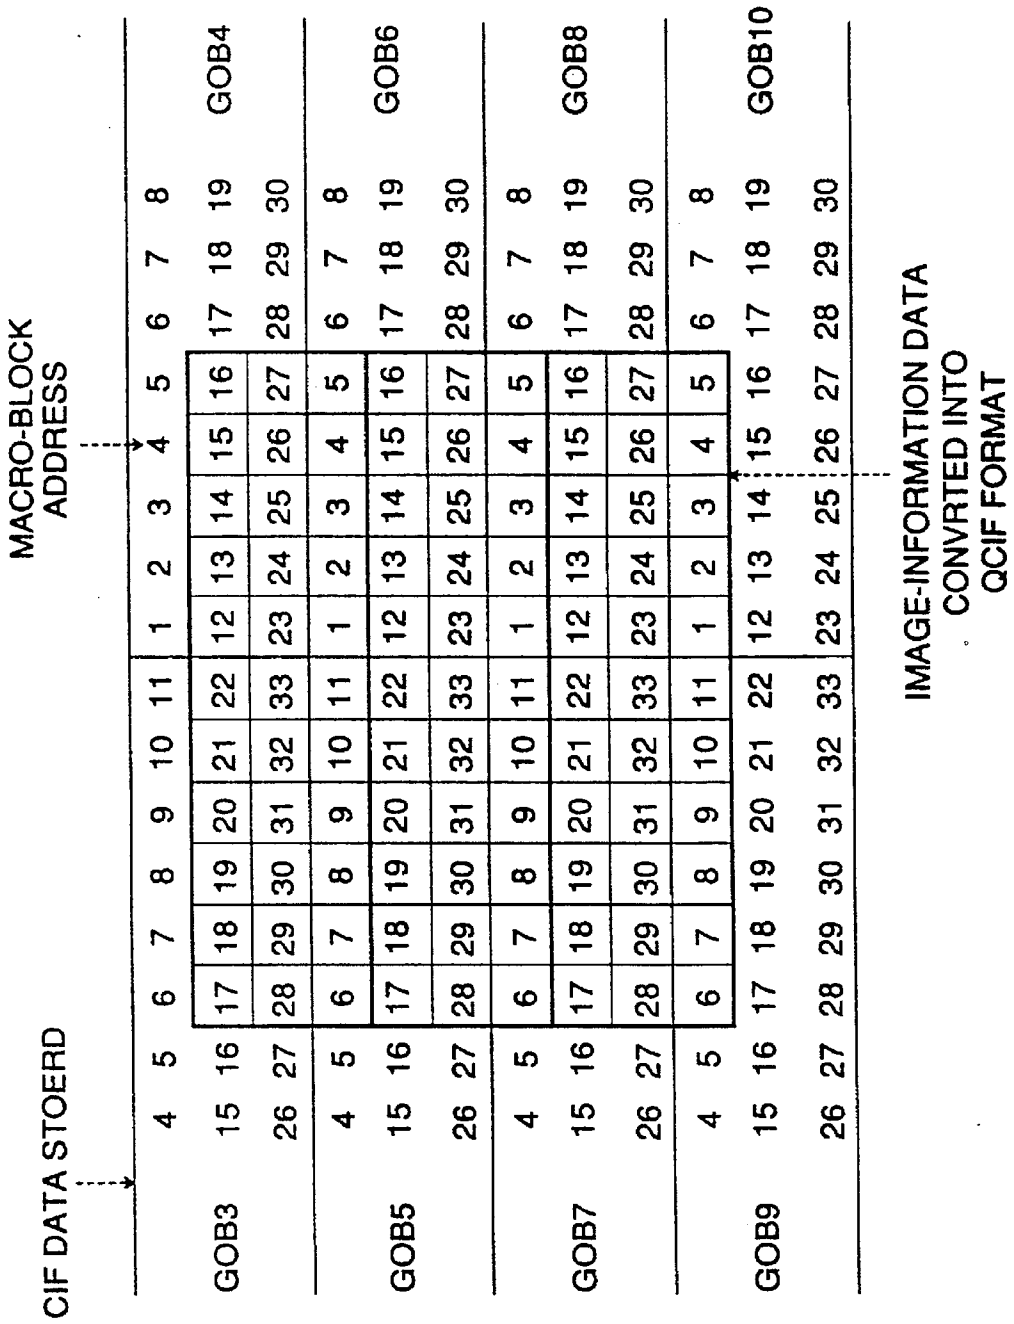 MACRO-BLOCK
CIF DATA STOERD ADDRESS
4 5 6 7 8 9 10 11 1 2 3 4 5 6 7 8
GOB3 15 16 17 18 19 20 21 22 12 13 14 15 16 17 18 19 GOB4
26 27 28 29 30 31 32 33 23 24 25 26 27 28 29 30
4 5 6 7 8 9 10 11 1 2 3 4 5 6 7 8
GOB5 15 16 17 18 19 20 21 22 12 13 14 15 16 17 18 19 GOB6
26 27 28 29 30 31 32 33 23 24 25 26 27 28 29 30
4 5 6 7 8 9 10 11 1 2 3 4 5 6 7 8
GOB7 15 16 17 18 19 20 21 22 12 13 14 15 16 17 18 19 GOB8
26 27 28 29 30 31 32 33 23 24 25 26 27 28 29 30
4 5 6 7 8 9 10 11 1 2 3 4 5 6 7 8
GOB9 15 16 17 18 19 20 21 22 12 13 14 15 16 17 18 19 GOB10
26 27 28 29 30 31 32 33 23 24 25 26 27 28 29 30
IMAGE-INFORMATION DATA
CONVRTED INTO
QCIF FORMAT